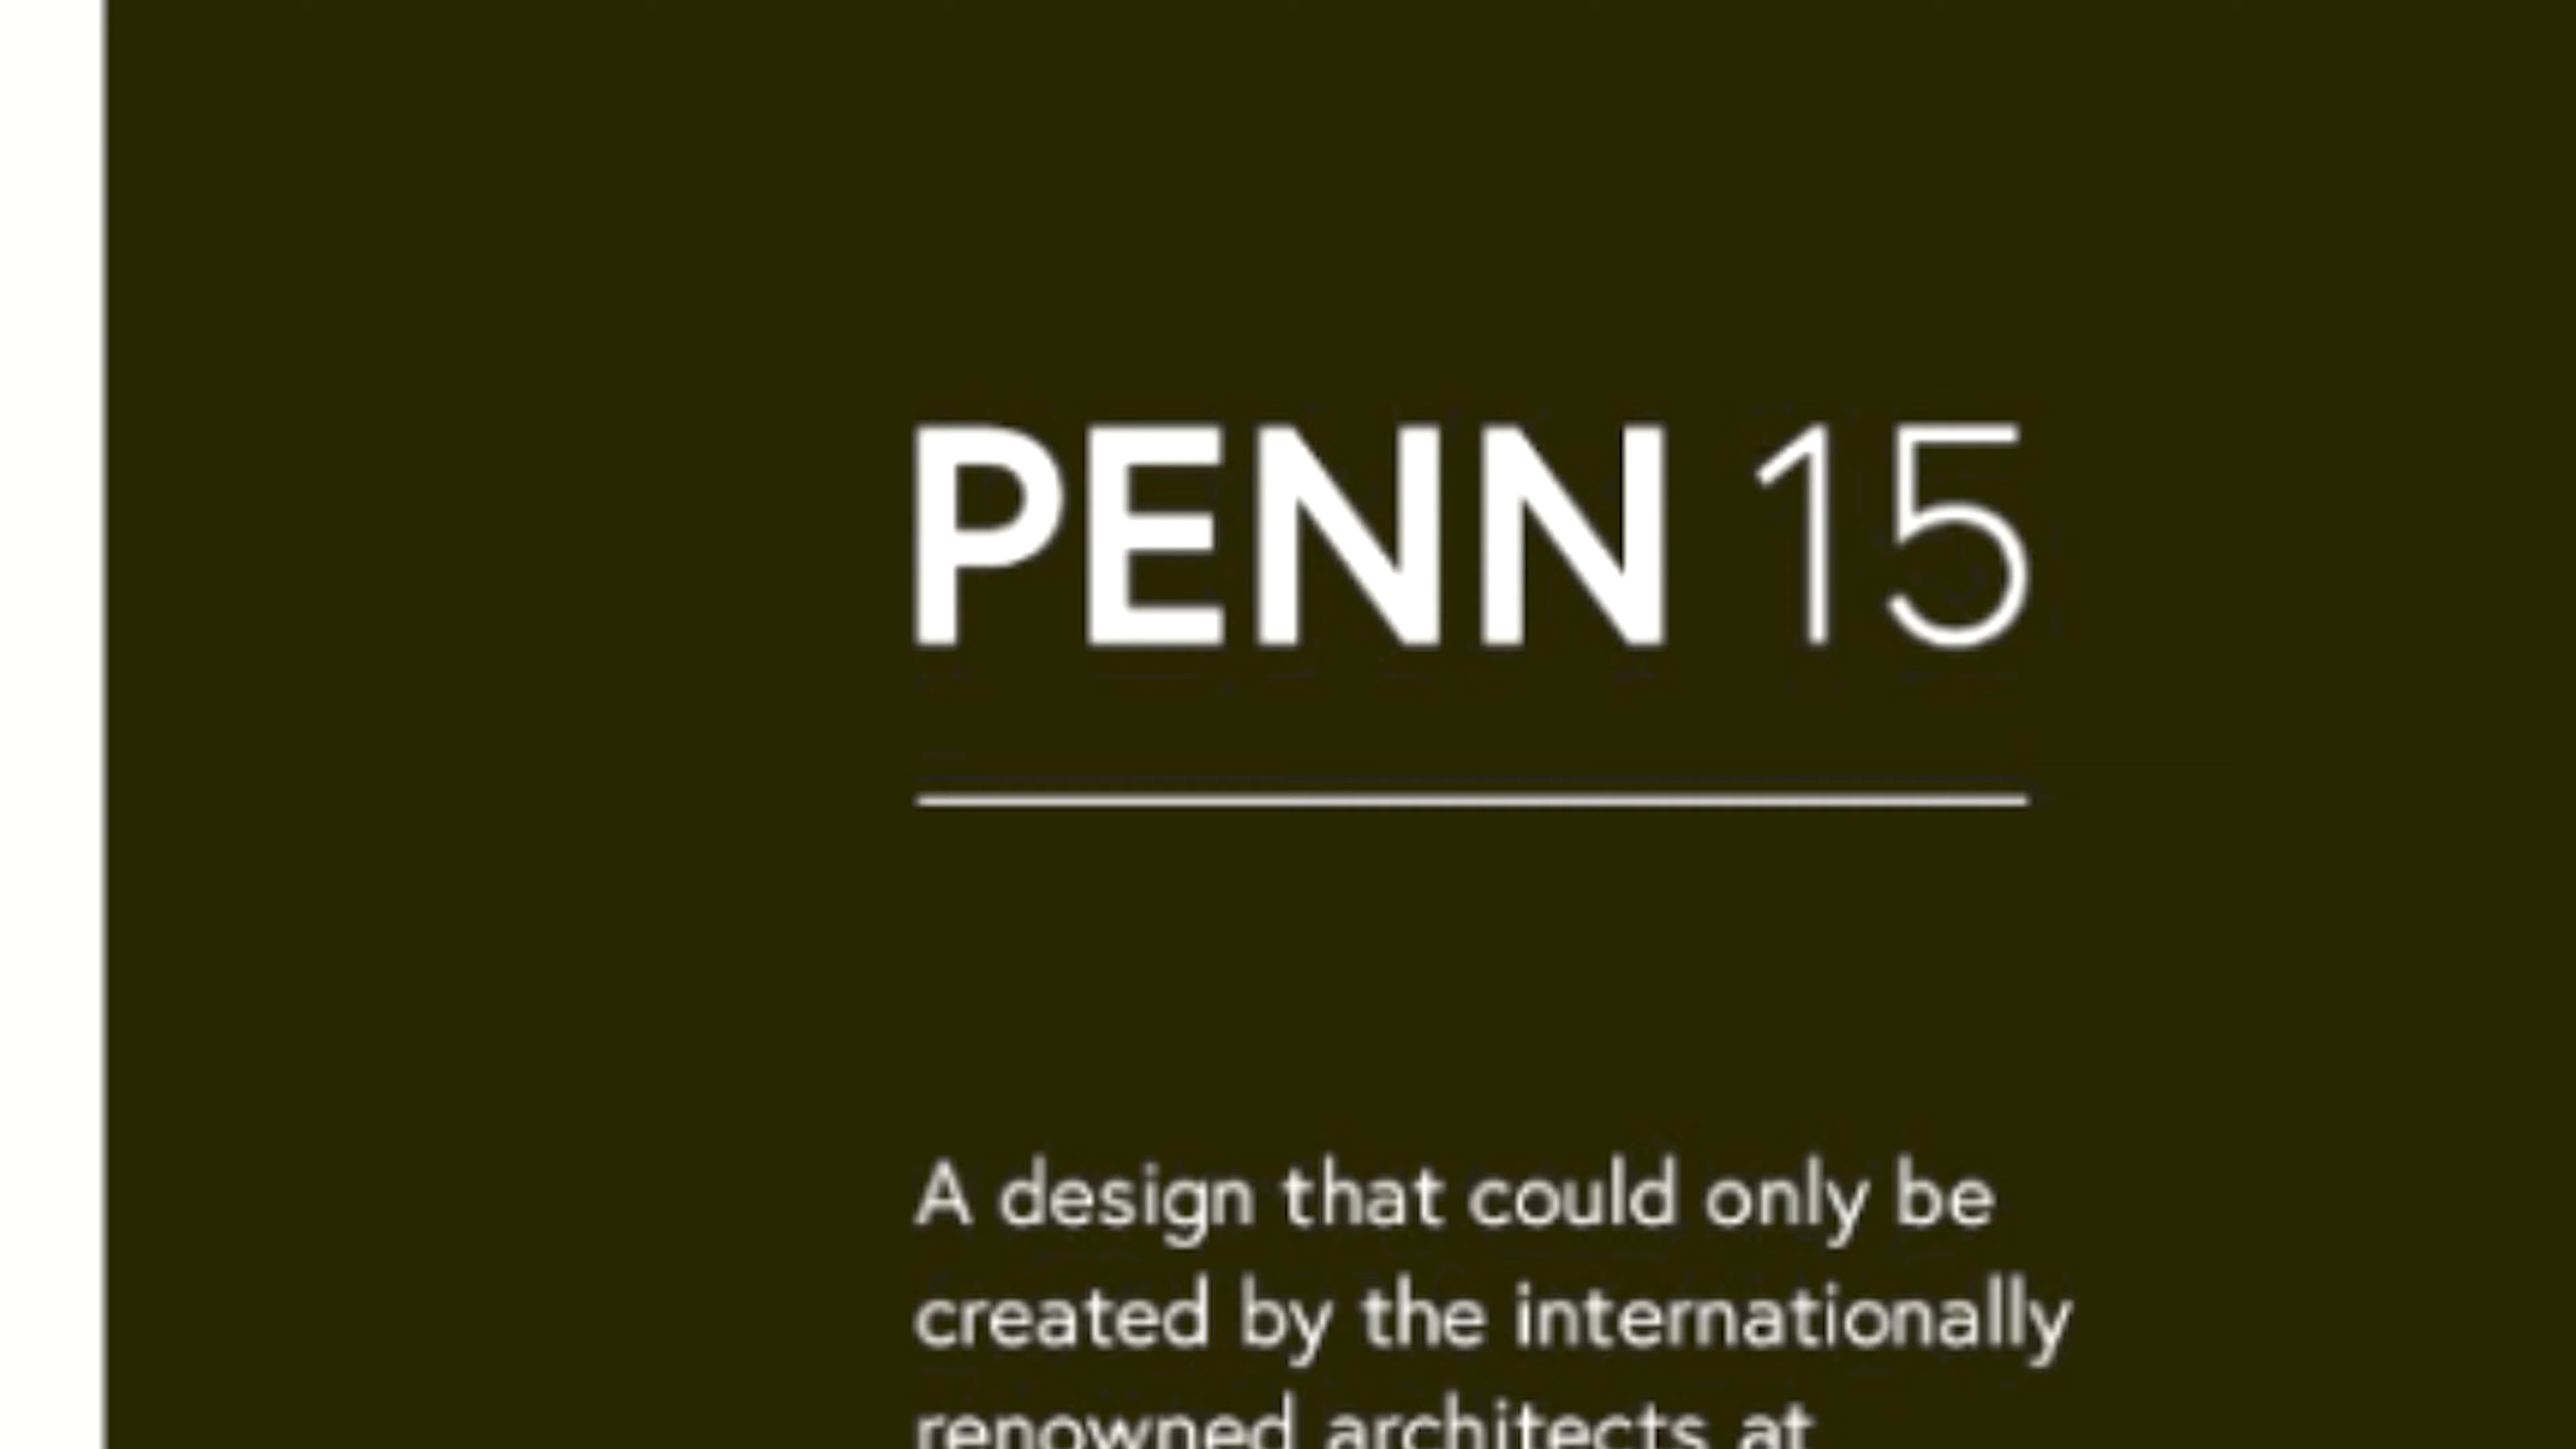 PENN 15
A design that could only be
created by the internationally
renowned architects at